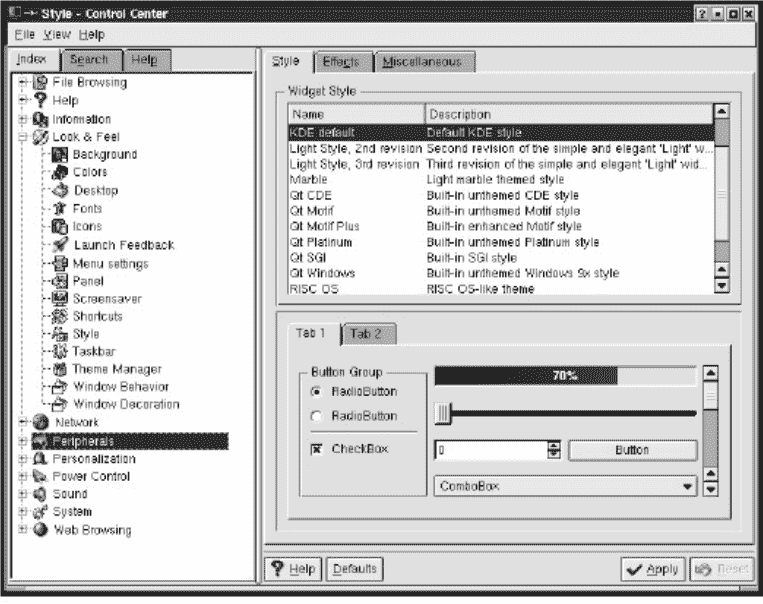 Style - Control Center
File View Help
Index Search Help
File Browsing
Help
Information
Look & Feel
Background
Colors
Desktop
Fonts
Icons
Launch Feedback
Menu settings
Panel
Screensaver
Shortcuts
Style
Taskbar
Theme Manager
Window Behavior
Window Decoration
Network
Peripherals
Personalization
Power Control
Sound
System
Web Browsing
Style Effects Miscellaneous
Widget Style
Name Description
KDE default Default KDE style
Light Style, 2nd revision Second revision of the simple and elegant 'Light' w...
Light Style, 3rd revision Third revision of the simple and elegant 'Light' wid...
Marble Light marble themed style
Qt CDE Built-in unthemed CDE style
Qt Motif Built-in unthemed Motif style
Qt Motif Plus Built-in enhanced Motif style
Qt Platinum Built-in unthemed Platinum style
Qt SGI Built-in SGI style
Qt Windows Built-in unthemed Windows 9x style
RISC OS RISC OS-like theme
Tab 1 Tab 2
Button Group
RadioButton
RadioButton
CheckBox
70%
0 Button
ComboBox
? Help Defaults Apply Reset